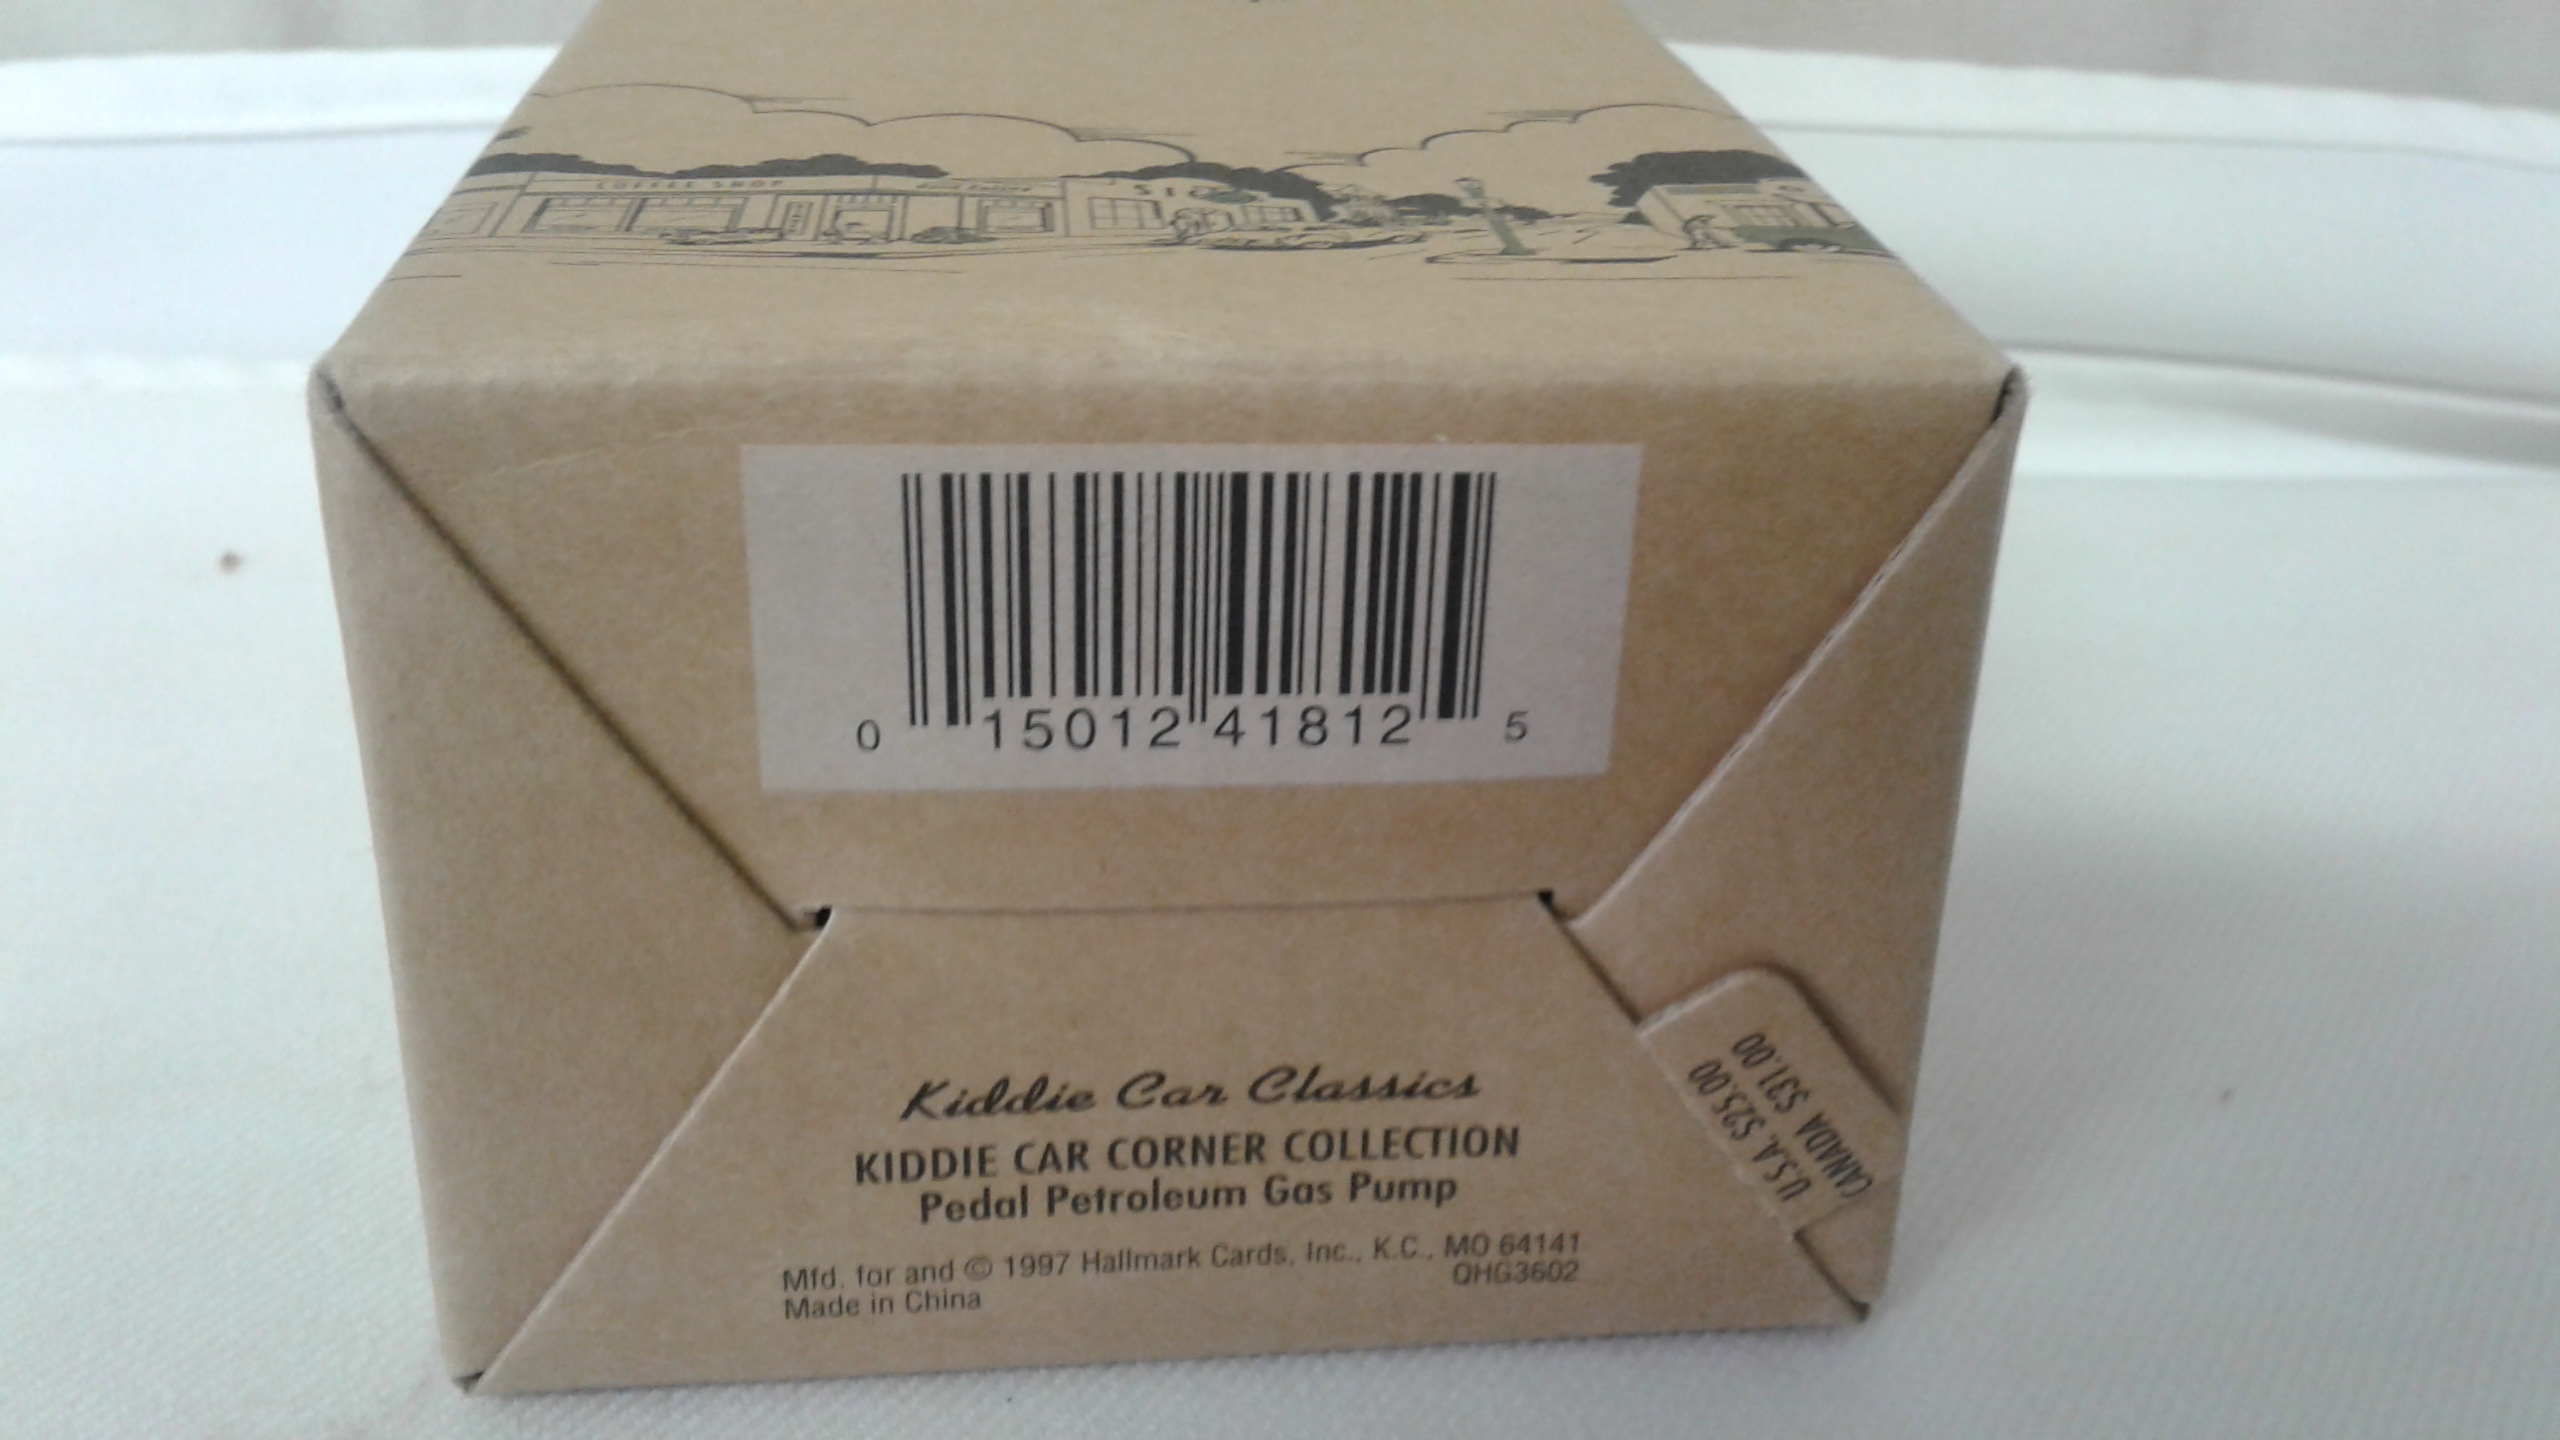 COFFEE SHOP
0 15012 41812 5
U.S.A. $25.00
CANADA $31.00
Kiddie Car Classics
KIDDIE CAR CORNER COLLECTION
Pedal Petroleum Gas Pump
Mfd. for and © 1997 Hallmark Cards, Inc., K.C., MO 64141
QHG3602
Made in China